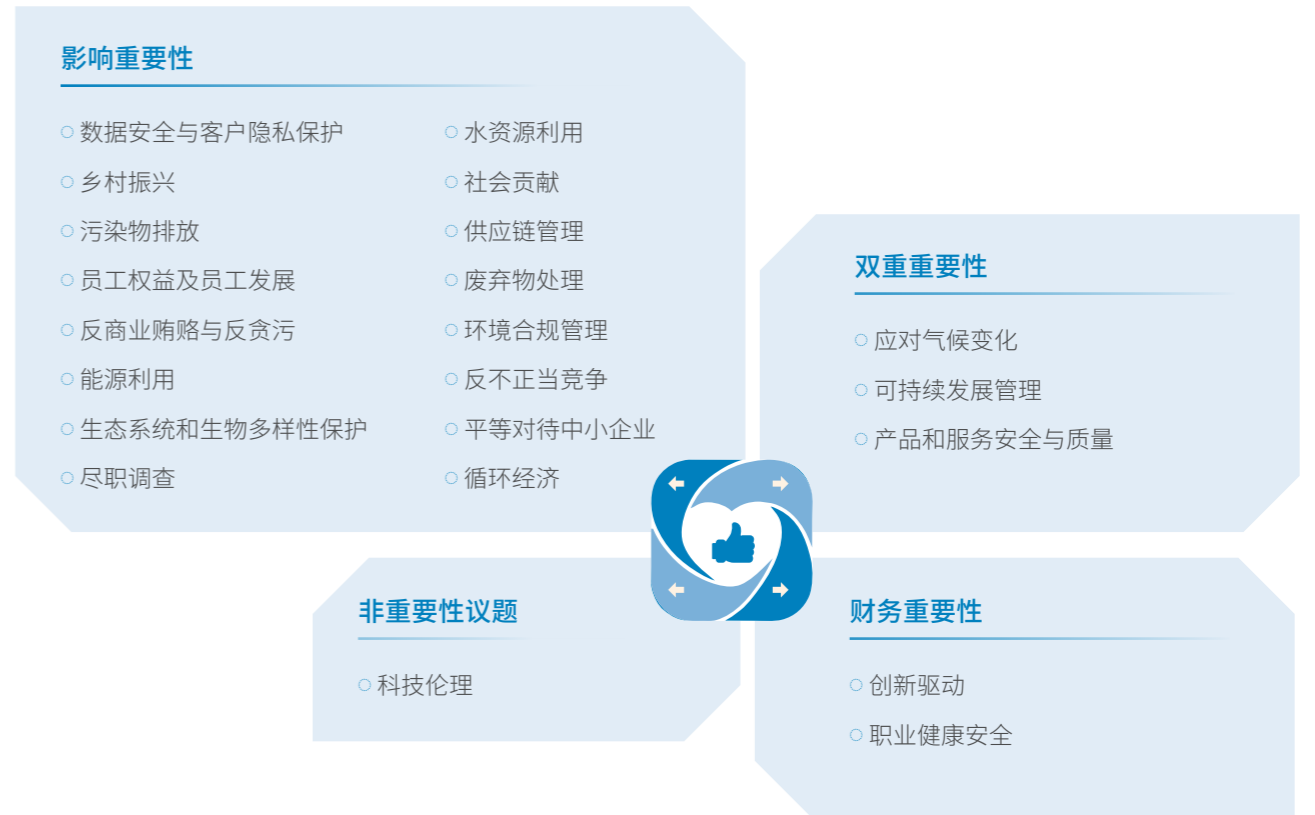 影响重要性
数据安全与客户隐私保护
乡村振兴
污染物排放
员工权益及员工发展
反商业贿赂与反贪污
能源利用
生态系统和生物多样性保护
尽职调查
水资源利用
社会贡献
供应链管理
废弃物处理
环境合规管理
反不正当竞争
平等对待中小企业
循环经济
双重重要性
应对气候变化
可持续发展管理
产品和服务安全与质量
非重要性议题
科技伦理
财务重要性
创新驱动
职业健康安全